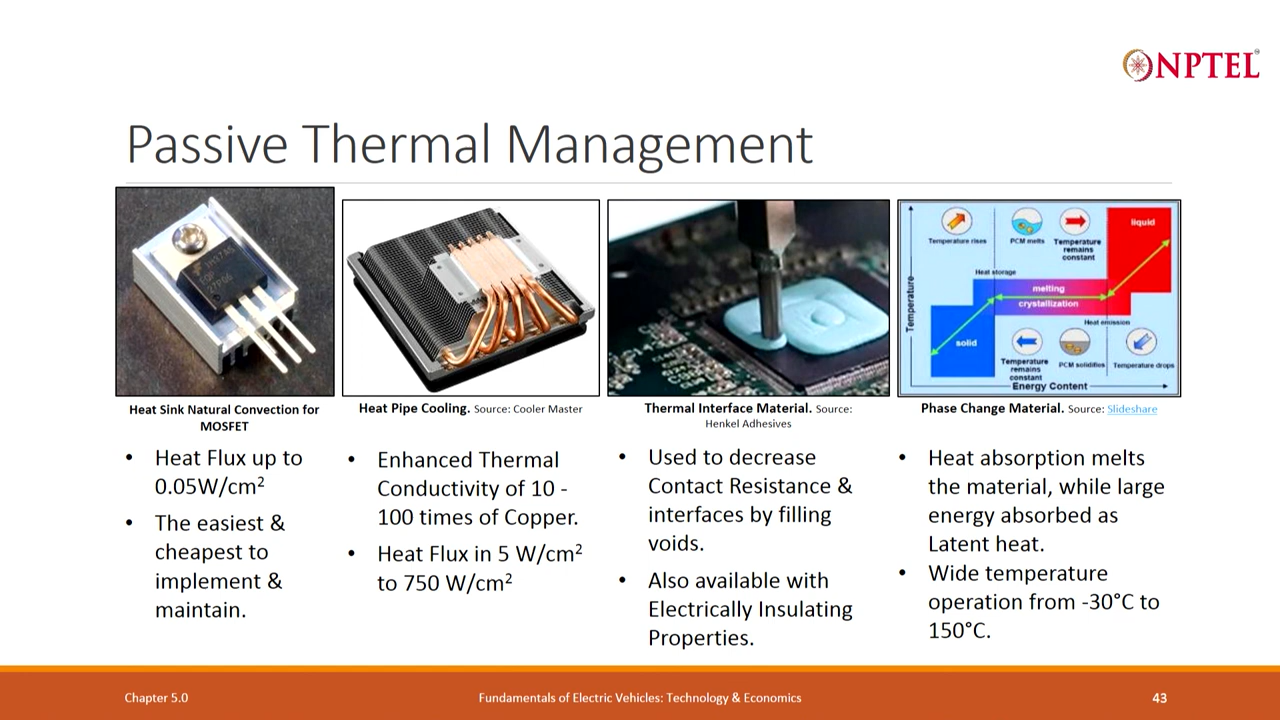 NPTEL
Passive Thermal Management
Heat Sink Natural Convection for
MOSFET
• Heat Flux up to
0.05W/cm²
• The easiest &
cheapest to
implement &
maintain.
Heat Pipe Cooling. Source: Cooler Master
• Enhanced Thermal
Conductivity of 10 -
100 times of Copper.
• Heat Flux in 5 W/cm²
to 750 W/cm²
Thermal Interface Material. Source:
Henkel Adhesives
• Used to decrease
Contact Resistance &
interfaces by filling
voids.
• Also available with
Electrically Insulating
Properties.
Temperature rises
PCM melts
Temperature
remains
constant
liquid
Heat storage
melting
crystallization
Heat emission
solid
Temperature
remains
constant
PCM solidifies
Temperature drops
Temperature
Energy Content
Phase Change Material. Source: Slideshare
• Heat absorption melts
the material, while large
energy absorbed as
Latent heat.
• Wide temperature
operation from -30°C to
150°C.
Chapter 5.0
Fundamentals of Electric Vehicles: Technology & Economics
43